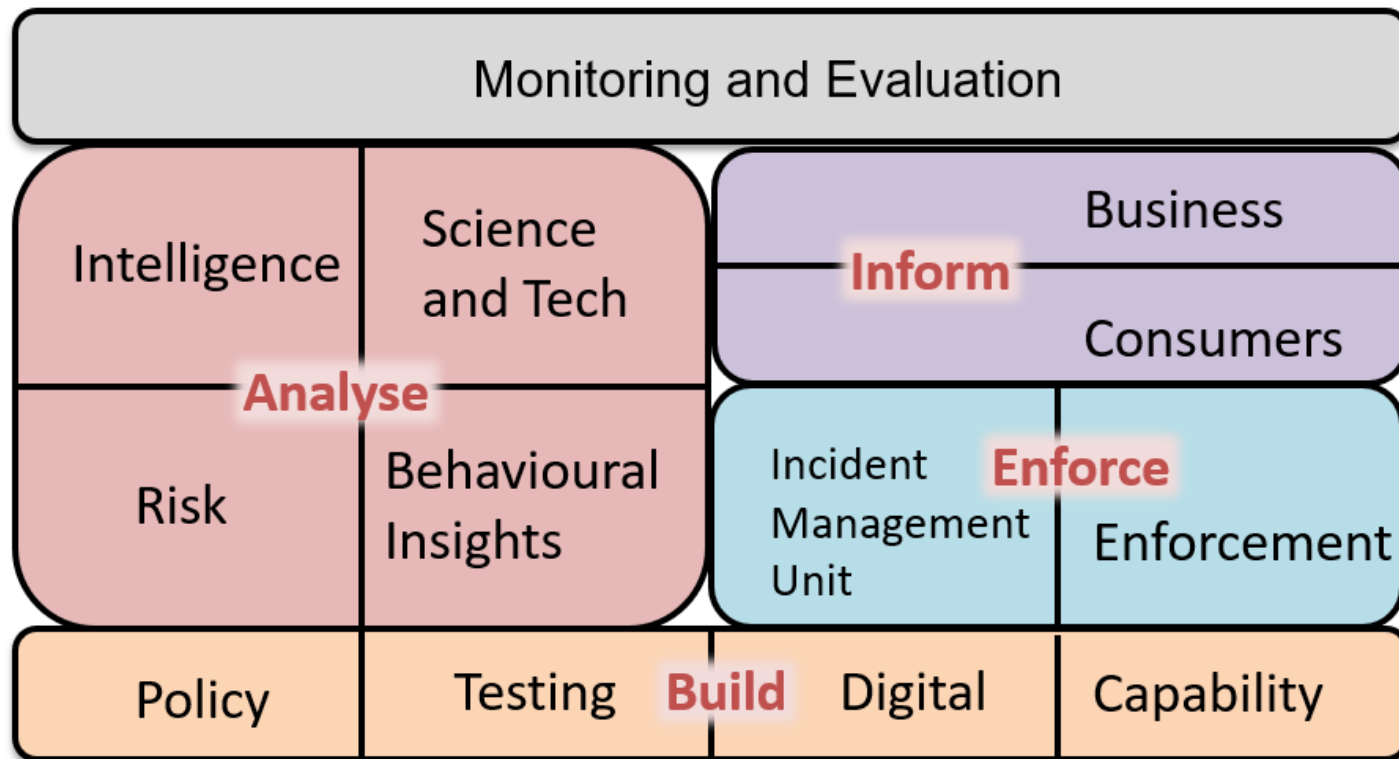 Monitoring and Evaluation
Intelligence
Science
and Tech
Analyse
Risk
Behavioural
Insights
Business
Inform
Consumers
Enforce
Incident
Management
Unit
Enforcement
Policy
Testing
Build
Digital
Capability